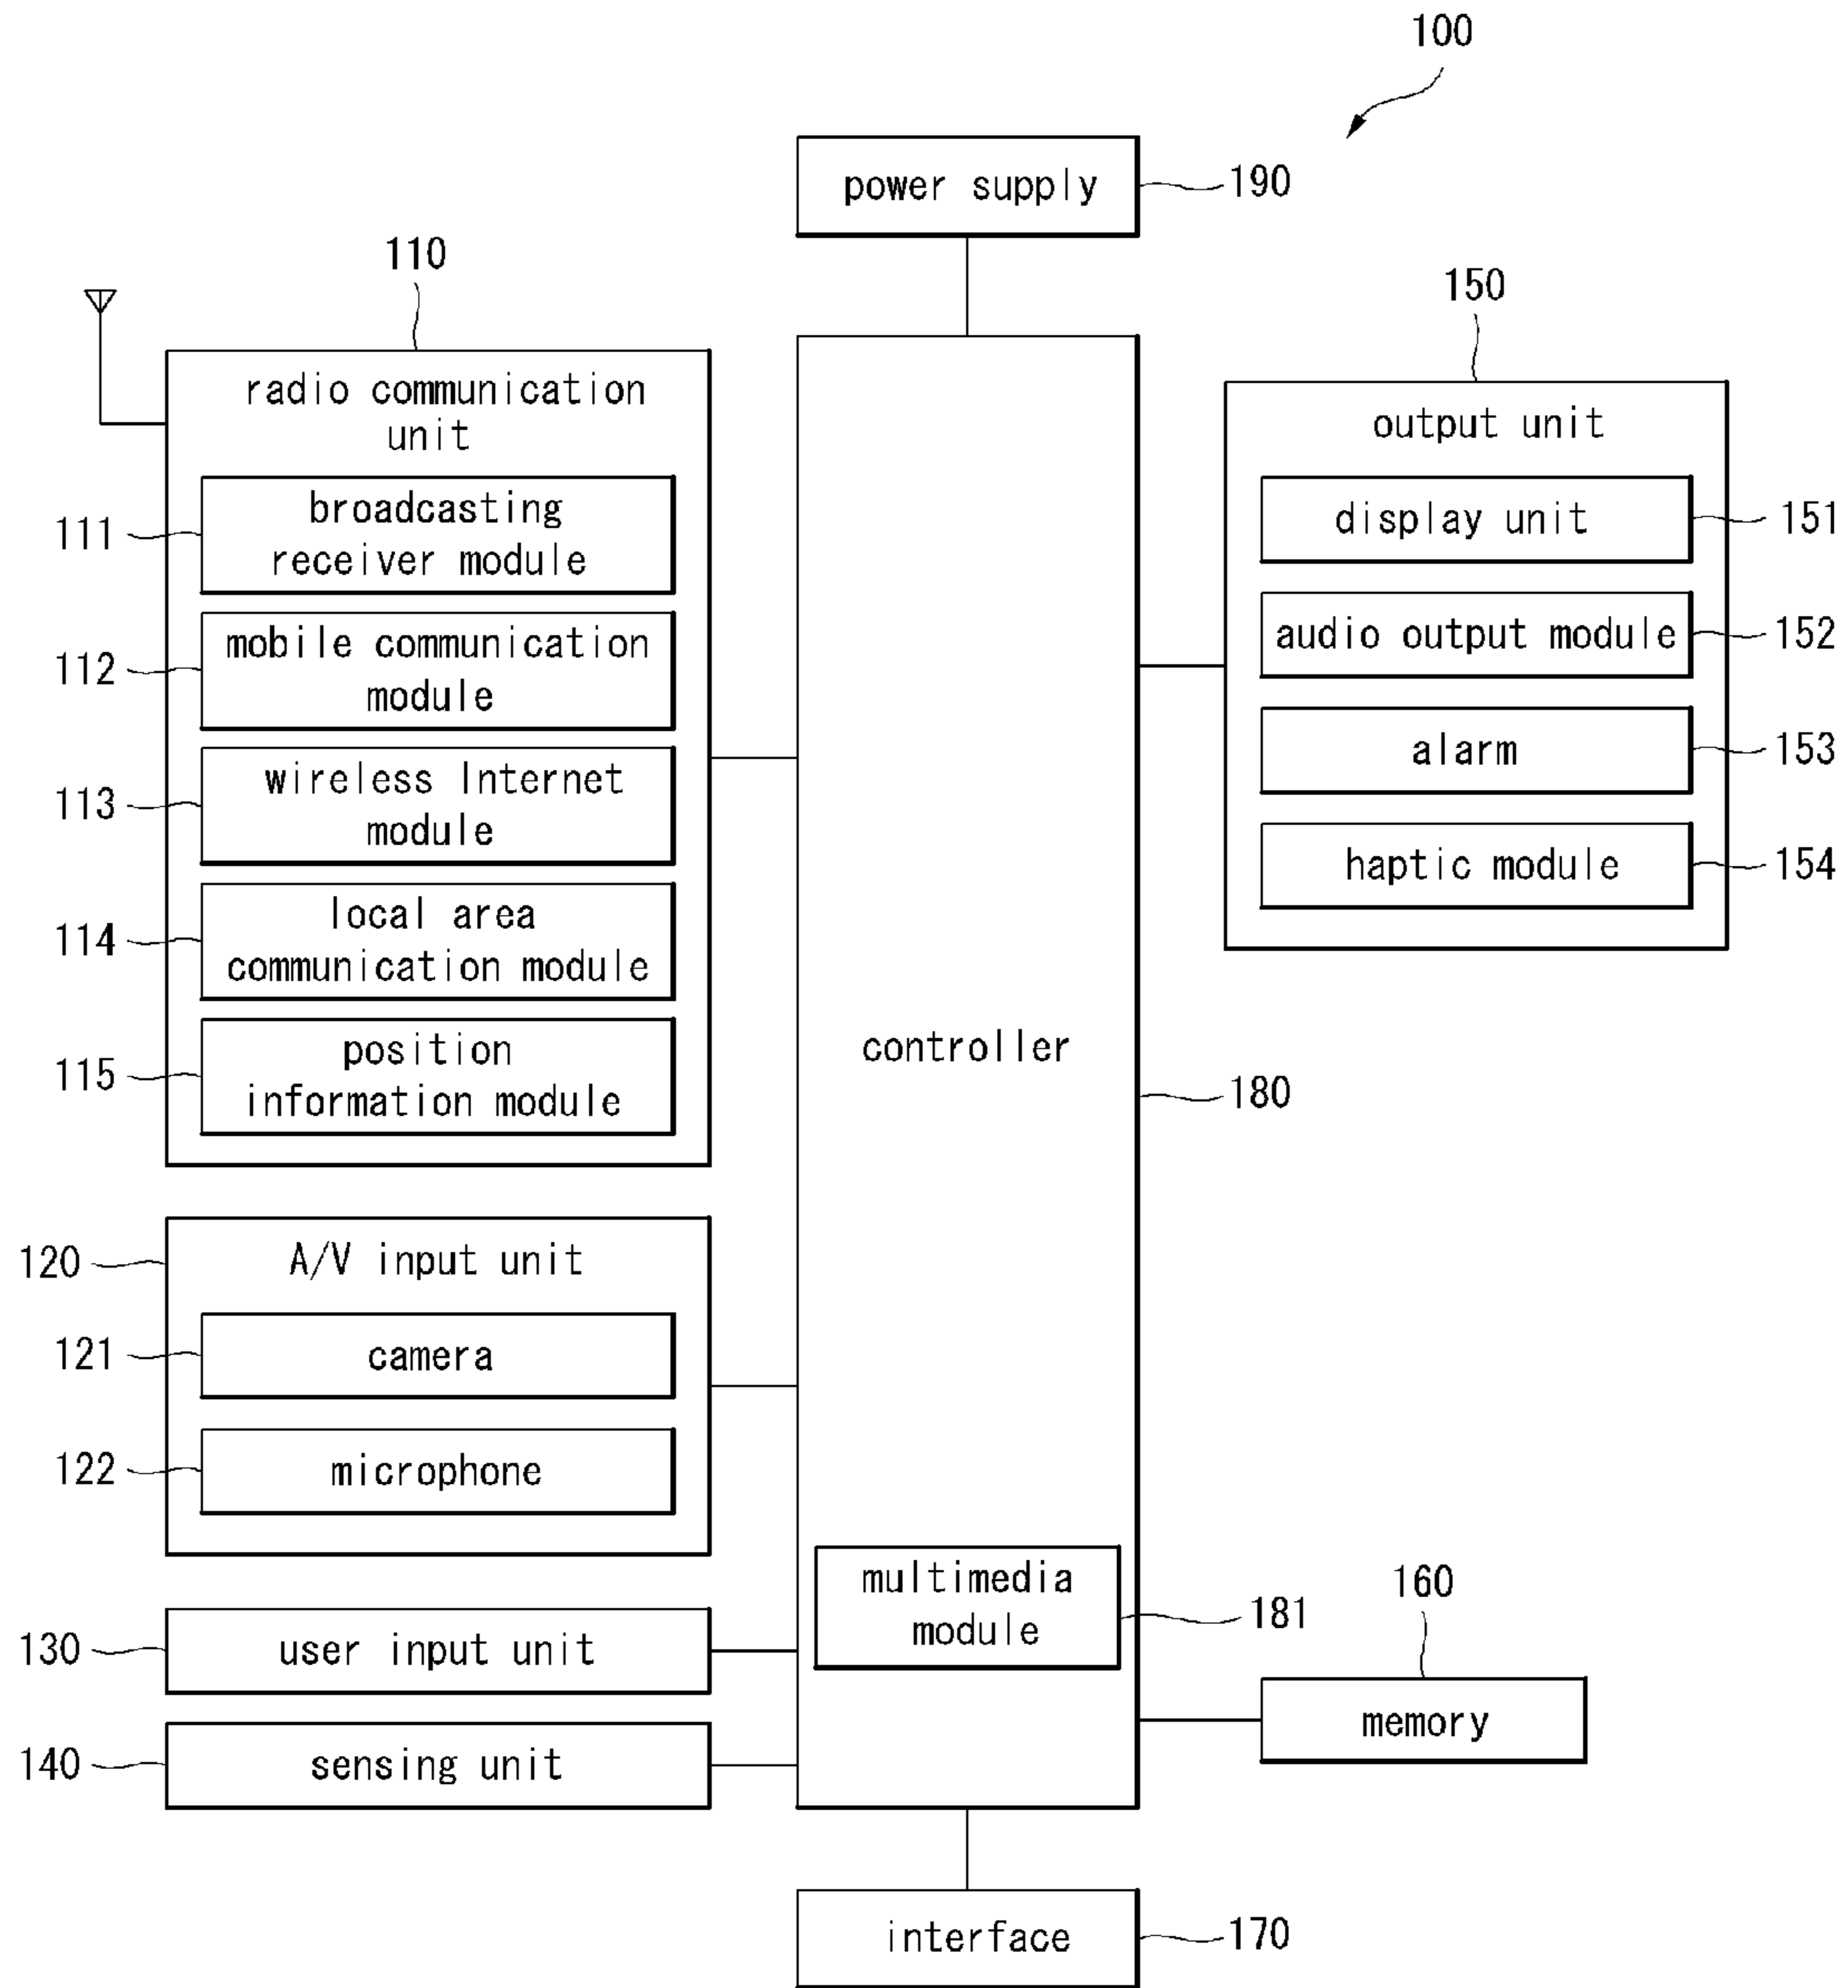 100
power supply
190
110
radio communication
unit
111
broadcasting
receiver module
112
mobile communication
module
113
wireless Internet
module
114
local area
communication module
115
position
information module
120
A/V input unit
121
camera
122
microphone
130
user input unit
140
sensing unit
controller
180
multimedia
module
181
150
output unit
display unit
151
audio output module
152
alarm
153
haptic module
154
160
memory
interface
170